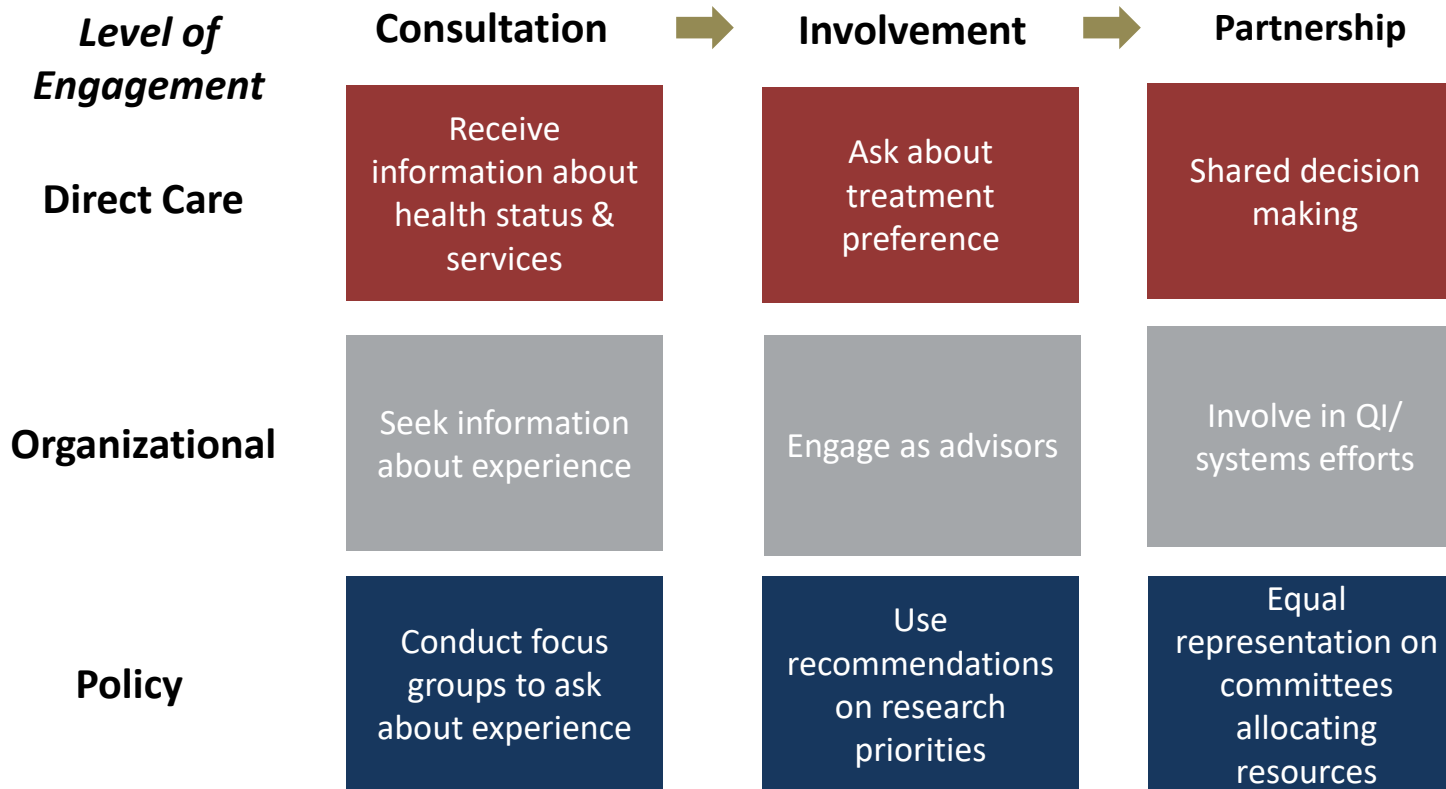 Level of
Engagement
Consultation
Involvement
Partnership
Direct Care
Receive
information about
health status &
services
Ask about
treatment
preference
Shared decision
making
Organizational
Seek information
about experience
Engage as advisors
Involve in QI/
systems efforts
Policy
Conduct focus
groups to ask
about experience
Use
recommendations
on research
priorities
Equal
representation on
committees
allocating
resources